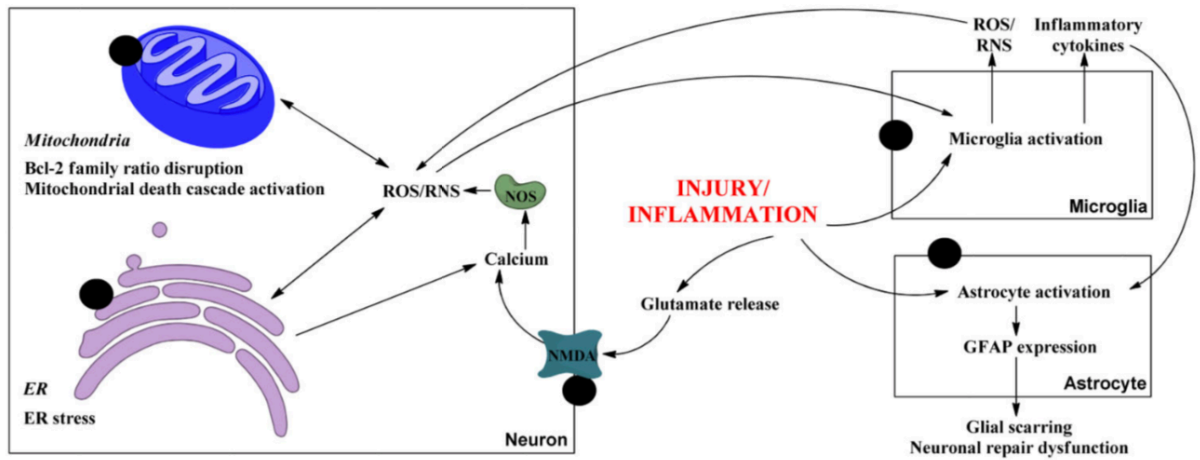 Mitochondria
Bcl-2 family ratio disruption
Mitochondrial death cascade activation
ROS/RNS
NOS
Calcium
NMDA
ER
ER stress
Neuron
INJURY/
INFLAMMATION
Glutamate release
ROS/
RNS
Inflammatory
cytokines
Microglia activation
Microglia
Astrocyte activation
GFAP expression
Astrocyte
Glial scarring
Neuronal repair dysfunction